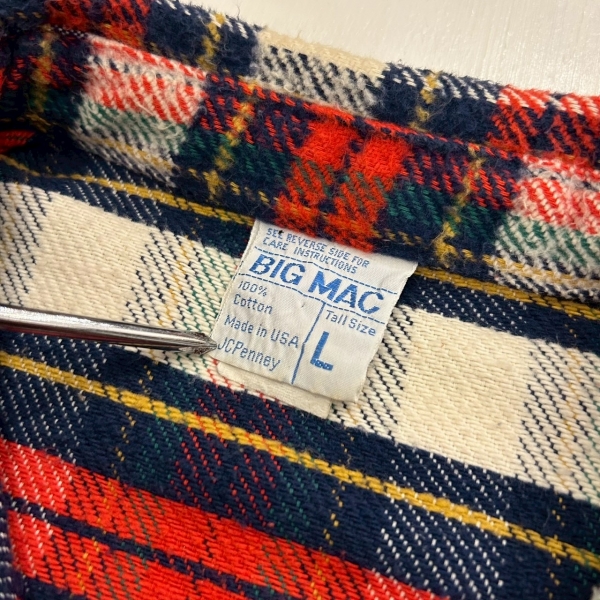 SEE REVERSE SIDE FOR
CARE INSTRUCTIONS
BIG MAC
100%
Cotton
Made in USA
JCPenney
Tall Size
L